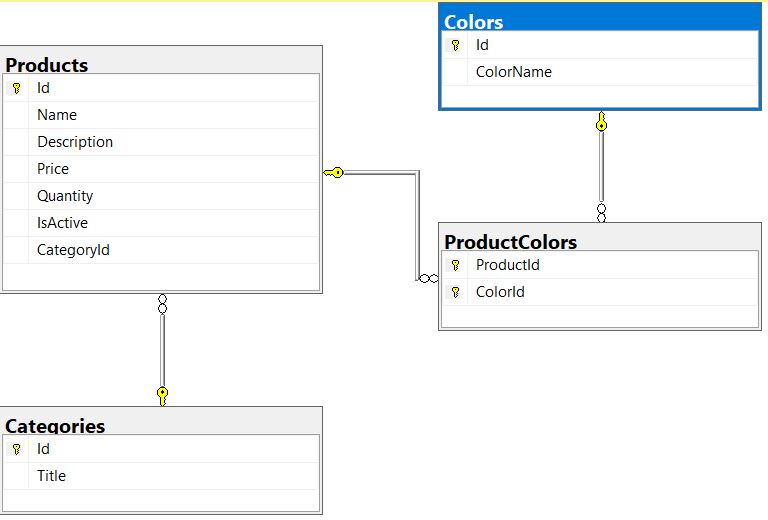 Colors
Id
ColorName
Products
Id
Name
Description
Price
Quantity
IsActive
CategoryId
ProductColors
ProductId
ColorId
Categories
Id
Title